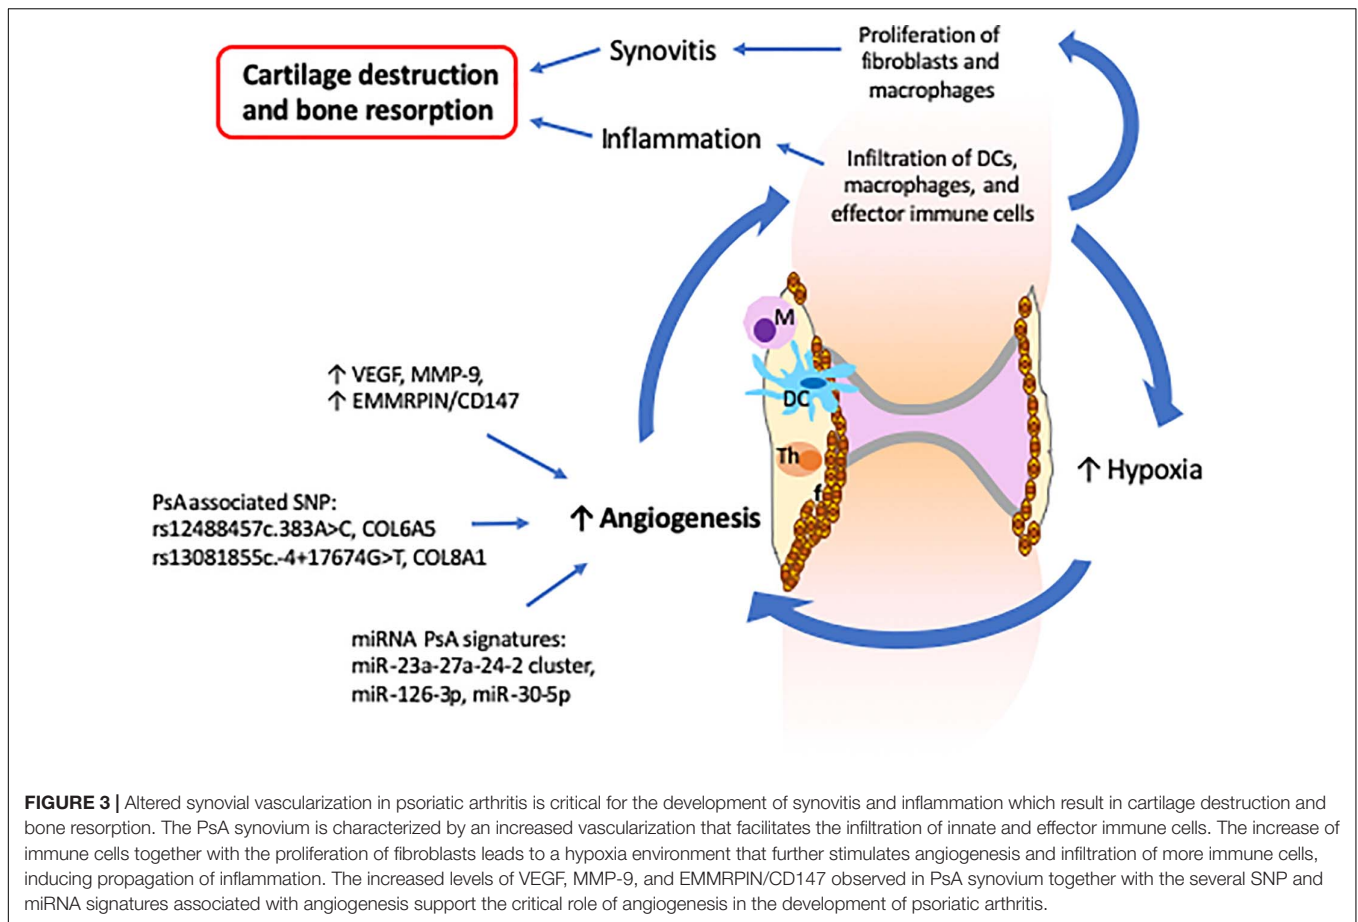 Proliferation of
fibroblasts and
macrophages
Synovitis
Cartilage destruction
and bone resorption
Inflammation
Infiltration of DCs,
macrophages, and
effector immune cells
M
DC
Th
f
↑ VEGF, MMP-9,
↑ EMMRPIN/CD147
PsA associated SNP:
rs12488457c.383A>C, COL6A5
rs13081855c.-4+17674G>T, COL8A1
↑ Angiogenesis
↑ Hypoxia
miRNA PsA signatures:
miR-23a-27a-24-2 cluster,
miR-126-3p, miR-30-5p
FIGURE 3 | Altered synovial vascularization in psoriatic arthritis is critical for the development of synovitis and inflammation which result in cartilage destruction and
bone resorption. The PsA synovium is characterized by an increased vascularization that facilitates the infiltration of innate and effector immune cells. The increase of
immune cells together with the proliferation of fibroblasts leads to a hypoxia environment that further stimulates angiogenesis and infiltration of more immune cells,
inducing propagation of inflammation. The increased levels of VEGF, MMP-9, and EMMRPIN/CD147 observed in PsA synovium together with the several SNP and
miRNA signatures associated with angiogenesis support the critical role of angiogenesis in the development of psoriatic arthritis.